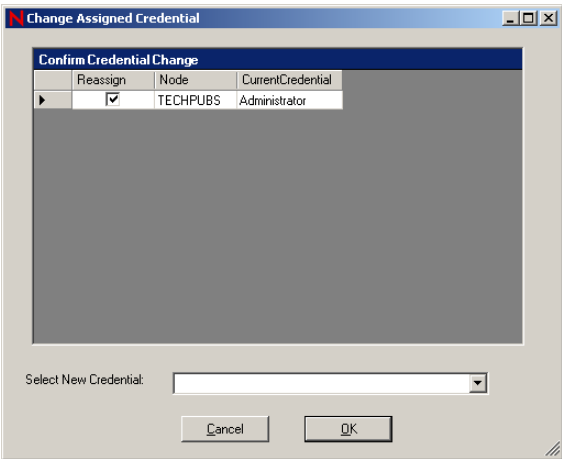 Change Assigned Credential
Confirm Credential Change
Reassign Node CurrentCredential
TECHPUBS Administrator
Select New Credential:
Cancel OK